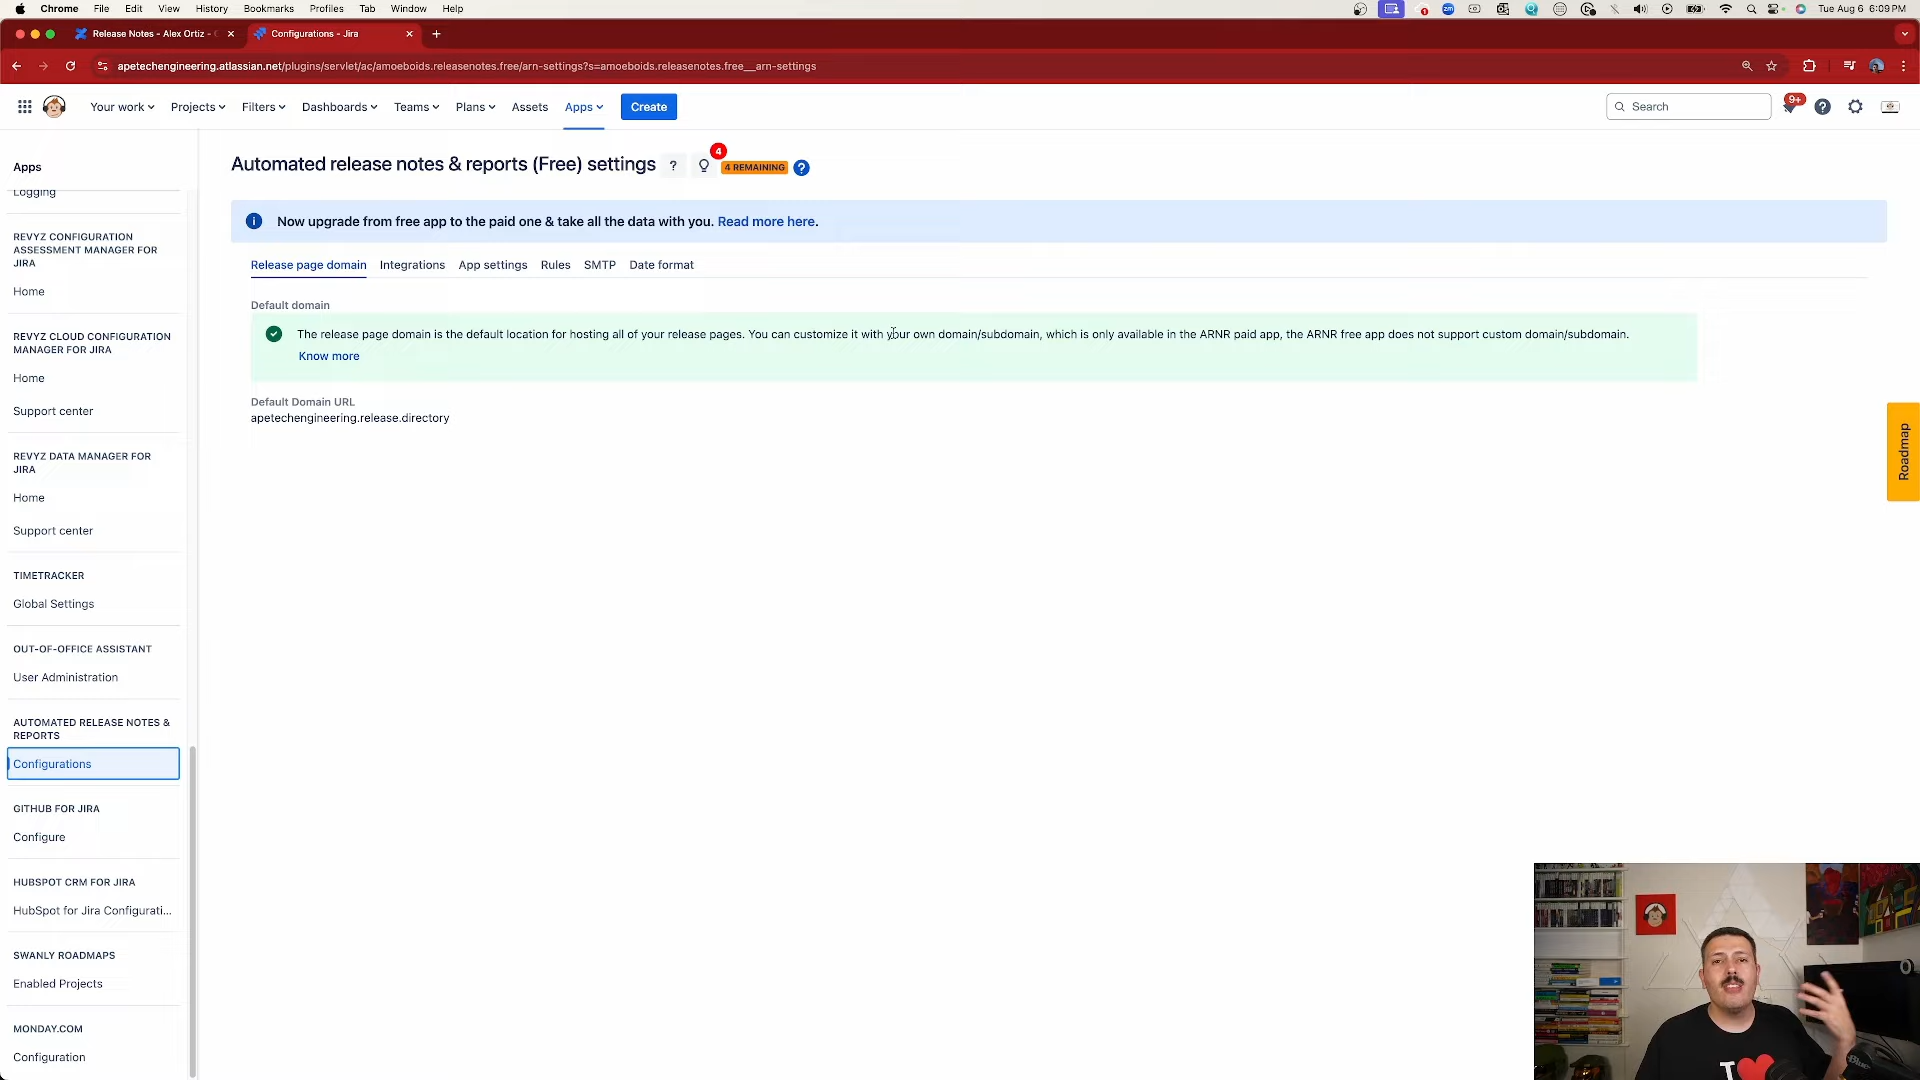 Chrome File Edit View History Bookmarks Profiles Tab Window Help
Tue Aug 6 6:09 PM
Release Notes - Alex Ortiz -
Configurations - Jira
apetechengineering.atlassian.net/plugins/servlet/ac/amoeboids.releasenotes.free/arn-settings?s=amoeboids.releasenotes.free__arn-settings
Your work Projects Filters Dashboards Teams Plans Assets Apps Create
Search
9+
Apps
Logging
REVYZ CONFIGURATION
ASSESSMENT MANAGER FOR
JIRA
Home
REVYZ CLOUD CONFIGURATION
MANAGER FOR JIRA
Home
Support center
REVYZ DATA MANAGER FOR
JIRA
Home
Support center
TIMETRACKER
Global Settings
OUT-OF-OFFICE ASSISTANT
User Administration
AUTOMATED RELEASE NOTES &
REPORTS
Configurations
GITHUB FOR JIRA
Configure
HUBSPOT CRM FOR JIRA
HubSpot for Jira Configurati...
SWANLY ROADMAPS
Enabled Projects
MONDAY.COM
Configuration
Automated release notes & reports (Free) settings ? 4 4 REMAINING ?
Now upgrade from free app to the paid one & take all the data with you. Read more here.
Release page domain Integrations App settings Rules SMTP Date format
Default domain
The release page domain is the default location for hosting all of your release pages. You can customize it with your own domain/subdomain, which is only available in the ARNR paid app, the ARNR free app does not support custom domain/subdomain.
Know more
Default Domain URL
apetechengineering.release.directory
Roadmap
I
Blue